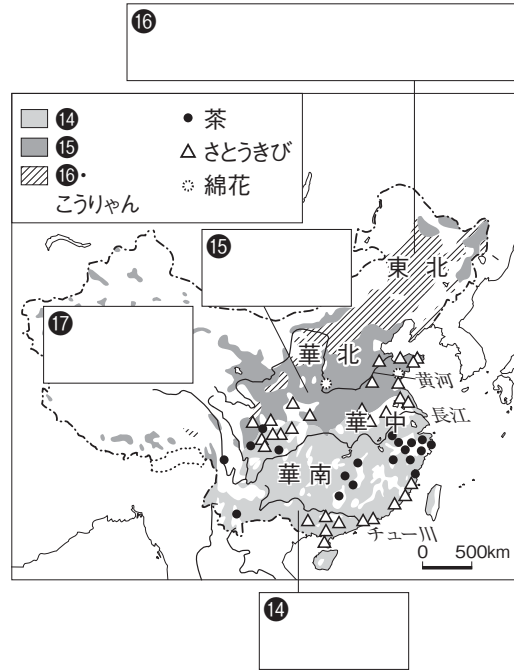 ⓰
⓮
● 茶
⓯
△ さとうきび
⓰・
綿花
こうりゃん
⓯
東北
⓱
華北
黄河
華中
長江
華南
チュー川
0 500km
⓮